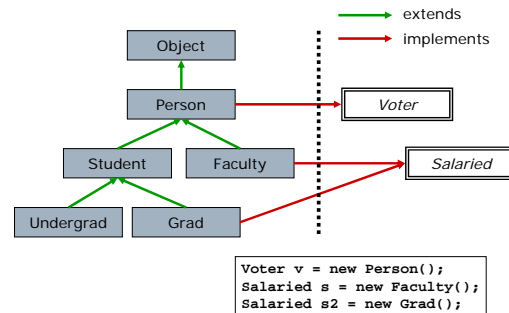 extends
implements
Object
Person
Voter
Student
Faculty
Salaried
Undergrad
Grad
Voter v = new Person();
Salaried s = new Faculty();
Salaried s2 = new Grad();